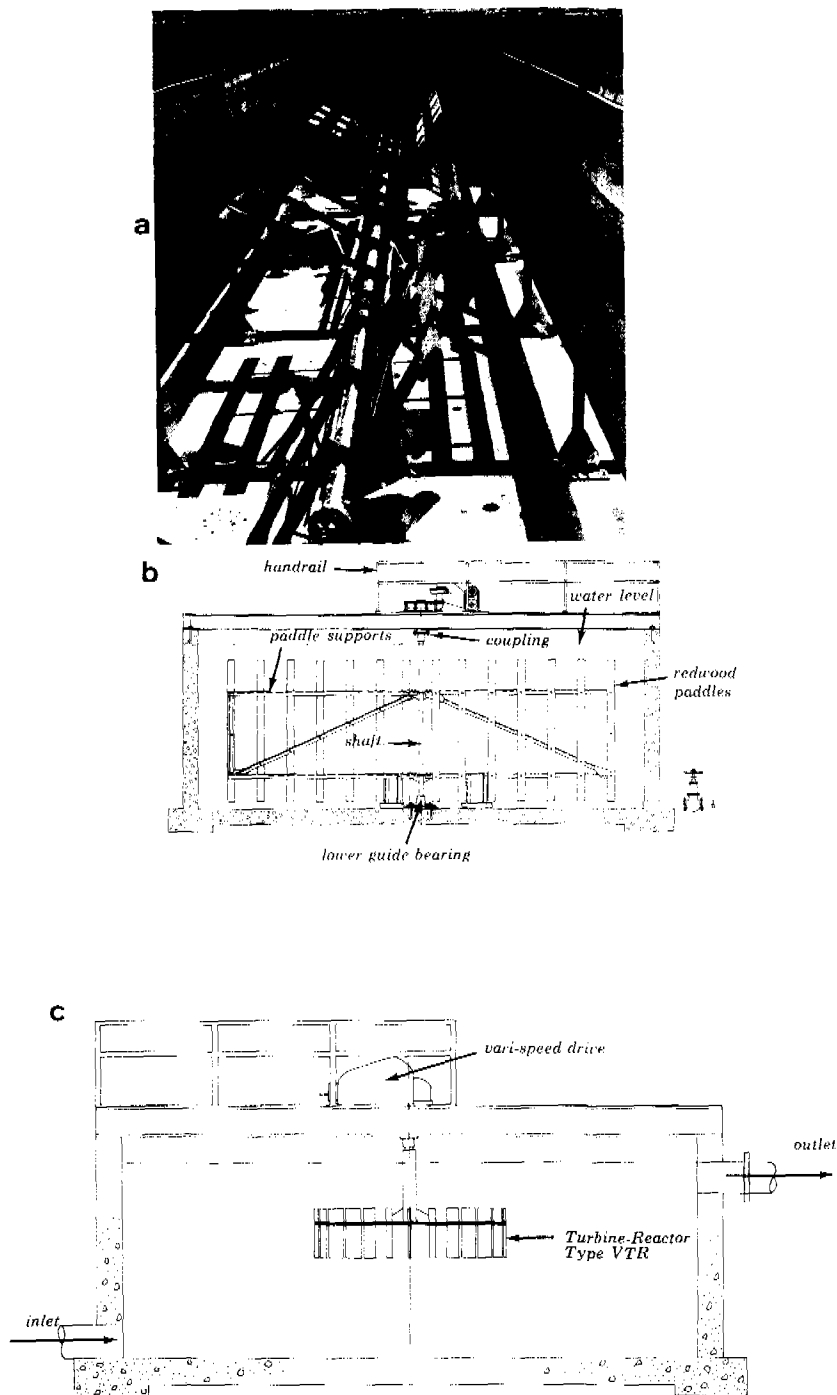 a
b
handrail
water level
paddle supports
coupling
redwood
paddles
shaft
lower guide bearing
c
vari-speed drive
outlet
Turbine-Reactor
Type VTR
inlet